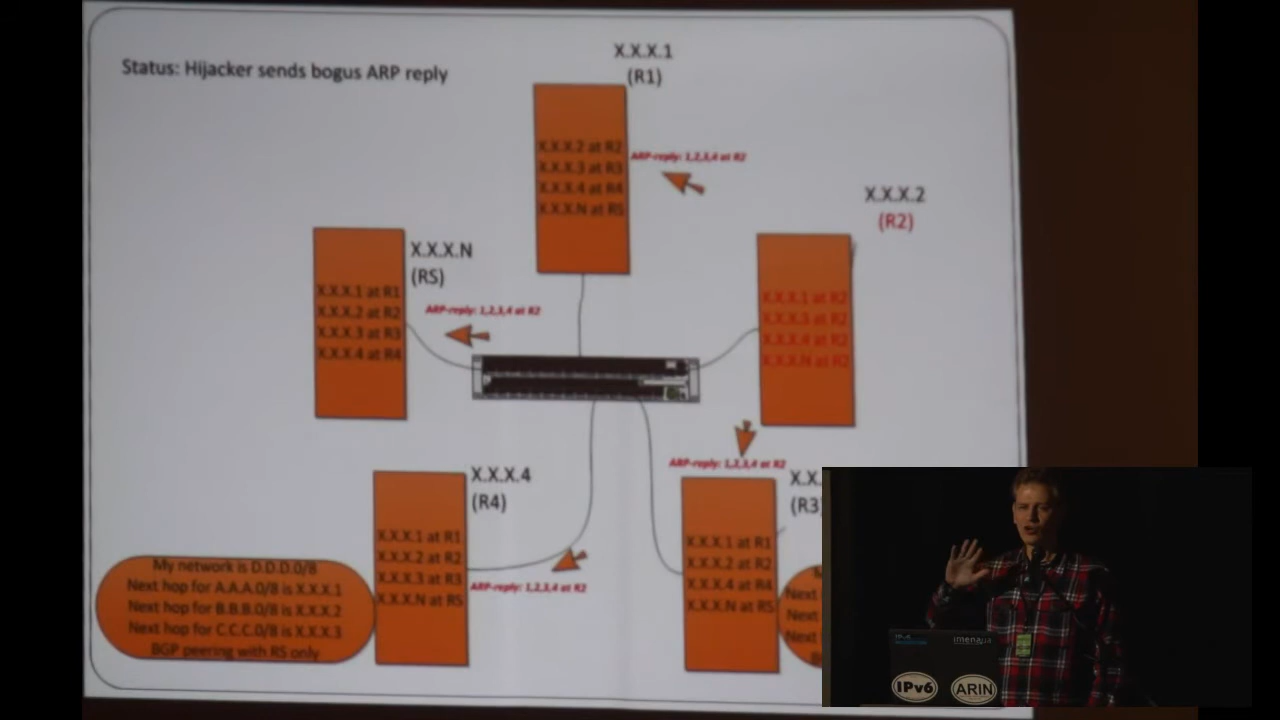 Status: Hijacker sends bogus ARP reply
X.X.X.1
(R1)
X.X.X.2 at R2
X.X.X.3 at R3
X.X.X.4 at R4
X.X.X.N at RS
ARP-reply: 1,2,3,4 at R2
X.X.X.2
(R2)
X.X.X.1 at R2
X.X.X.3 at R2
X.X.X.4 at R2
X.X.X.N at R2
X.X.X.N
(RS)
X.X.X.1 at R1
X.X.X.2 at R2
X.X.X.3 at R3
X.X.X.4 at R4
ARP-reply: 1,2,3,4 at R2
X.X.X.4
(R4)
X.X.X.1 at R1
X.X.X.2 at R2
X.X.X.3 at R3
X.X.X.N at RS
ARP-reply: 1,2,3,4 at R2
My network is D.D.D.0/8
Next hop for A.A.A.0/8 is X.X.X.1
Next hop for B.B.B.0/8 is X.X.X.2
Next hop for C.C.C.0/8 is X.X.X.3
BGP peering with RS only
ARP-reply: 1,2,3,4 at R2
X.X.
(R3
X.X.X.1 at R1
X.X.X.2 at R2
X.X.X.4 at R4
X.X.X.N at RS
Next
Next
Next
IPv6
ARIN